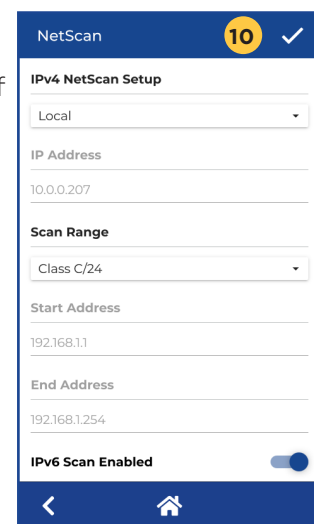 NetScan
10
f
IPv4 NetScan Setup
Local
IP Address
10.0.0.207
Scan Range
Class C/24
Start Address
192.168.1.1
End Address
192.168.1.254
IPv6 Scan Enabled